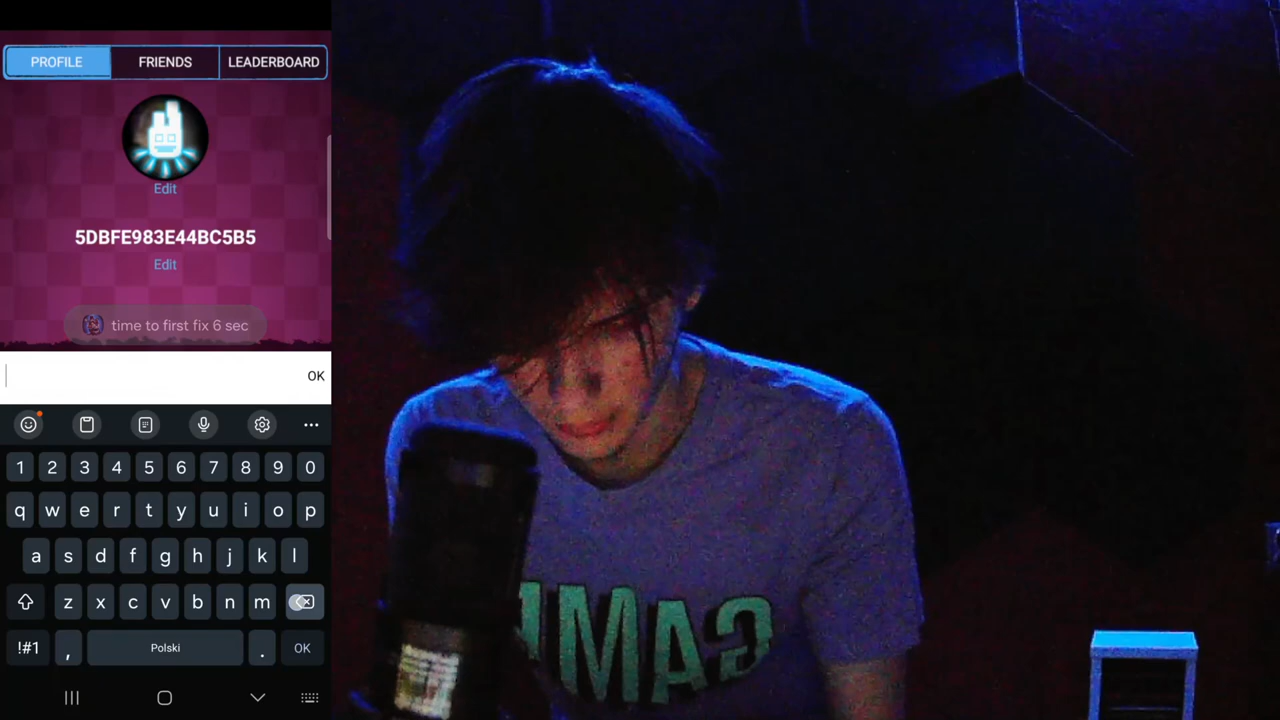 PROFILE FRIENDS LEADERBOARD
Edit
5DBFE983E44BC5B5
Edit
time to first fix 6 sec
OK
1 2 3 4 5 6 7 8 9 0
q w e r t y u i o p
a s d f g h j k l
z x c v b n m
!#1 , Polski . OK
GAM